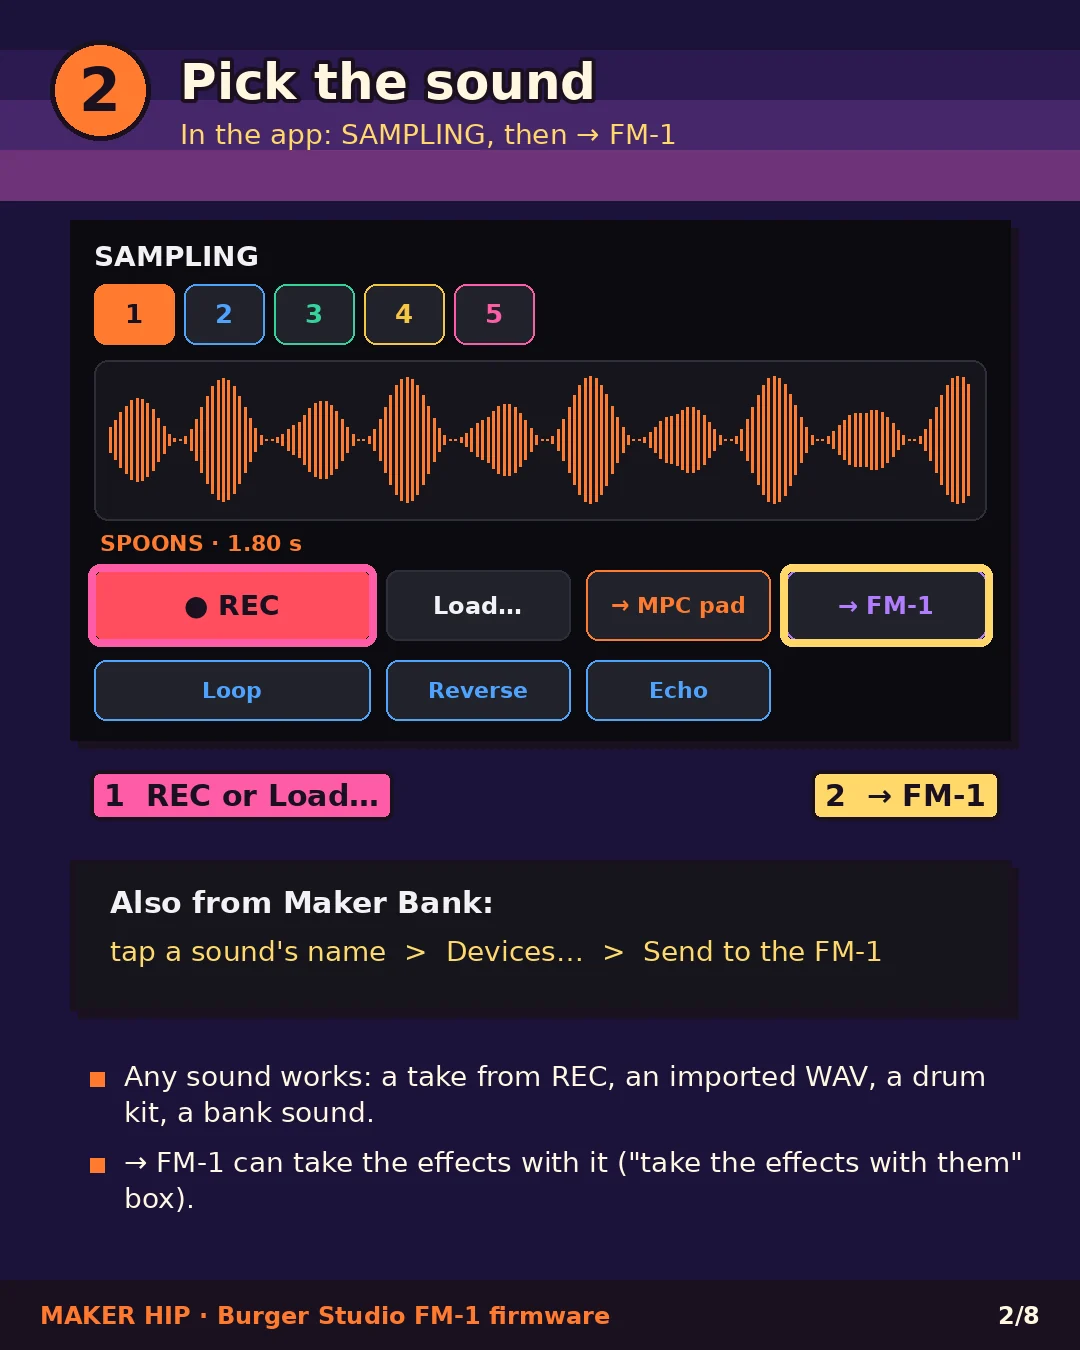 2
Pick the sound
In the app: SAMPLING, then → FM-1
SAMPLING
1 2 3 4 5
SPOONS · 1.80 s
● REC Load... → MPC pad → FM-1
Loop Reverse Echo
1 REC or Load... 2 → FM-1
Also from Maker Bank:
tap a sound's name > Devices... > Send to the FM-1
Any sound works: a take from REC, an imported WAV, a drum
kit, a bank sound.
→ FM-1 can take the effects with it ("take the effects with them"
box).
MAKER HIP · Burger Studio FM-1 firmware 2/8